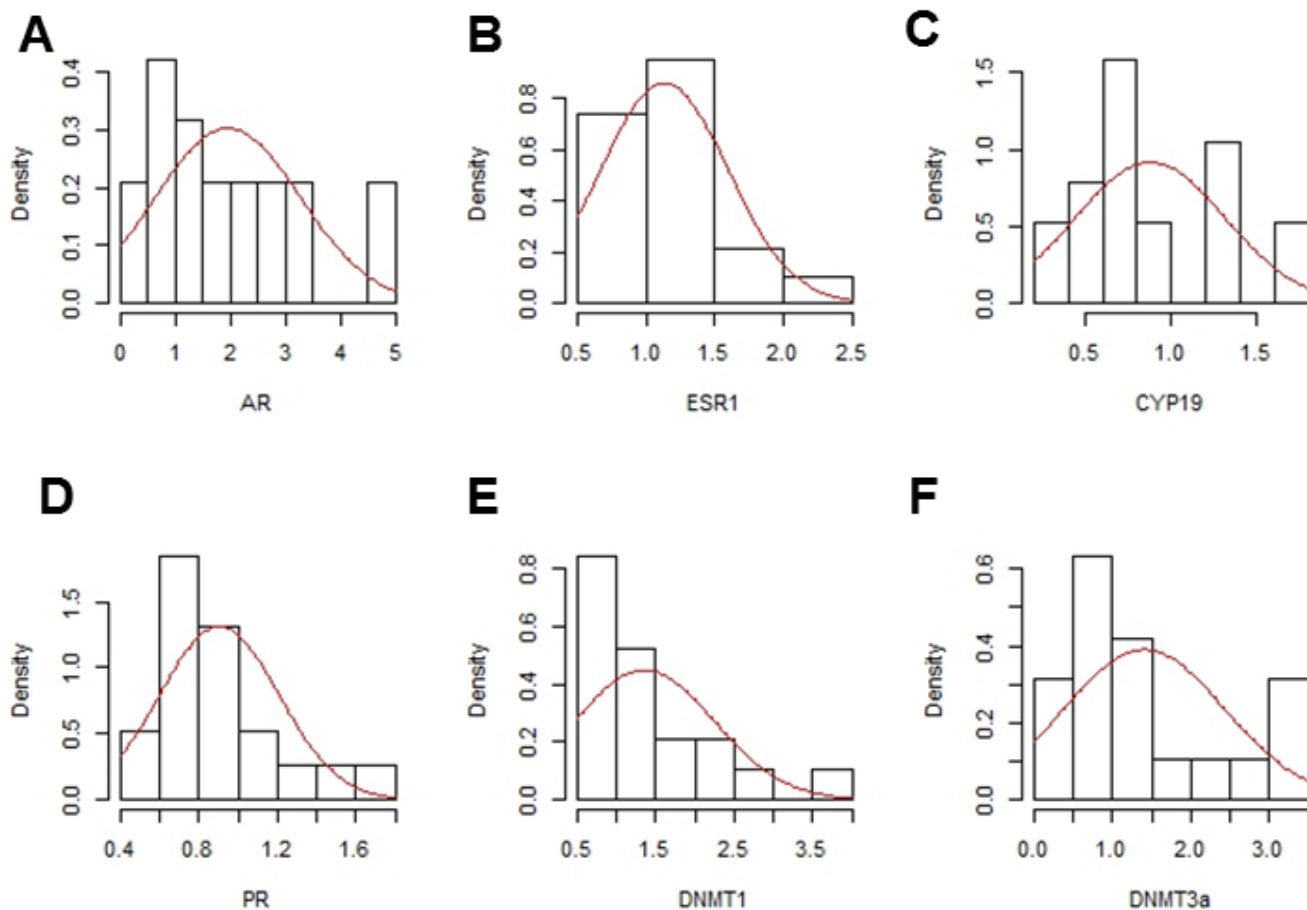 A
B
C
Density
0.0 0.1 0.2 0.3 0.4
0 1 2 3 4 5
AR
Density
0.0 0.2 0.4 0.6 0.8
0.5 1.0 1.5 2.0 2.5
ESR1
Density
0.0 0.5 1.0 1.5
0.5 1.0 1.5
CYP19
D
E
F
Density
0.0 0.5 1.0 1.5
0.4 0.8 1.2 1.6
PR
Density
0.0 0.2 0.4 0.6 0.8
0.5 1.5 2.5 3.5
DNMT1
Density
0.0 0.2 0.4 0.6
0.0 1.0 2.0 3.0
DNMT3a